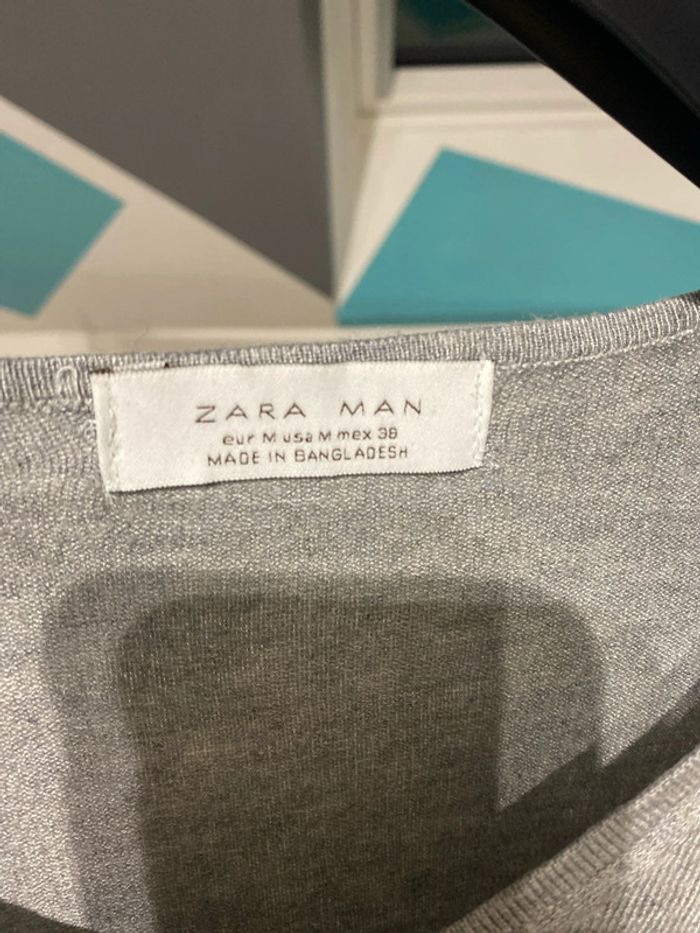 ZARA MAN
eur M usa M mex 38
MADE IN BANGLADESH